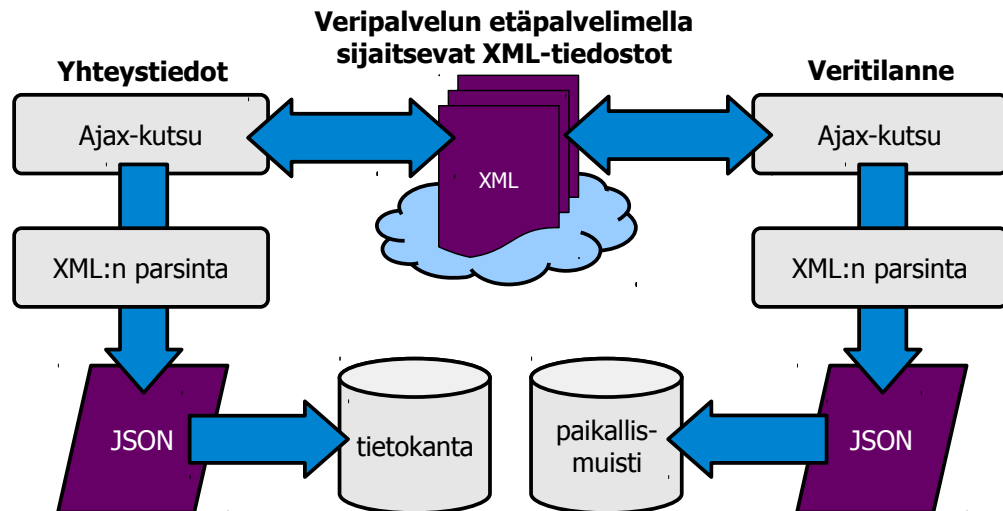 Veripalvelun etäpalvelimella
sijaitsevat XML-tiedostot
Yhteystiedot
Veritilanne
Ajax-kutsu
XML
Ajax-kutsu
XML:n parsinta
XML:n parsinta
JSON
tietokanta
paikallis-
muisti
JSON